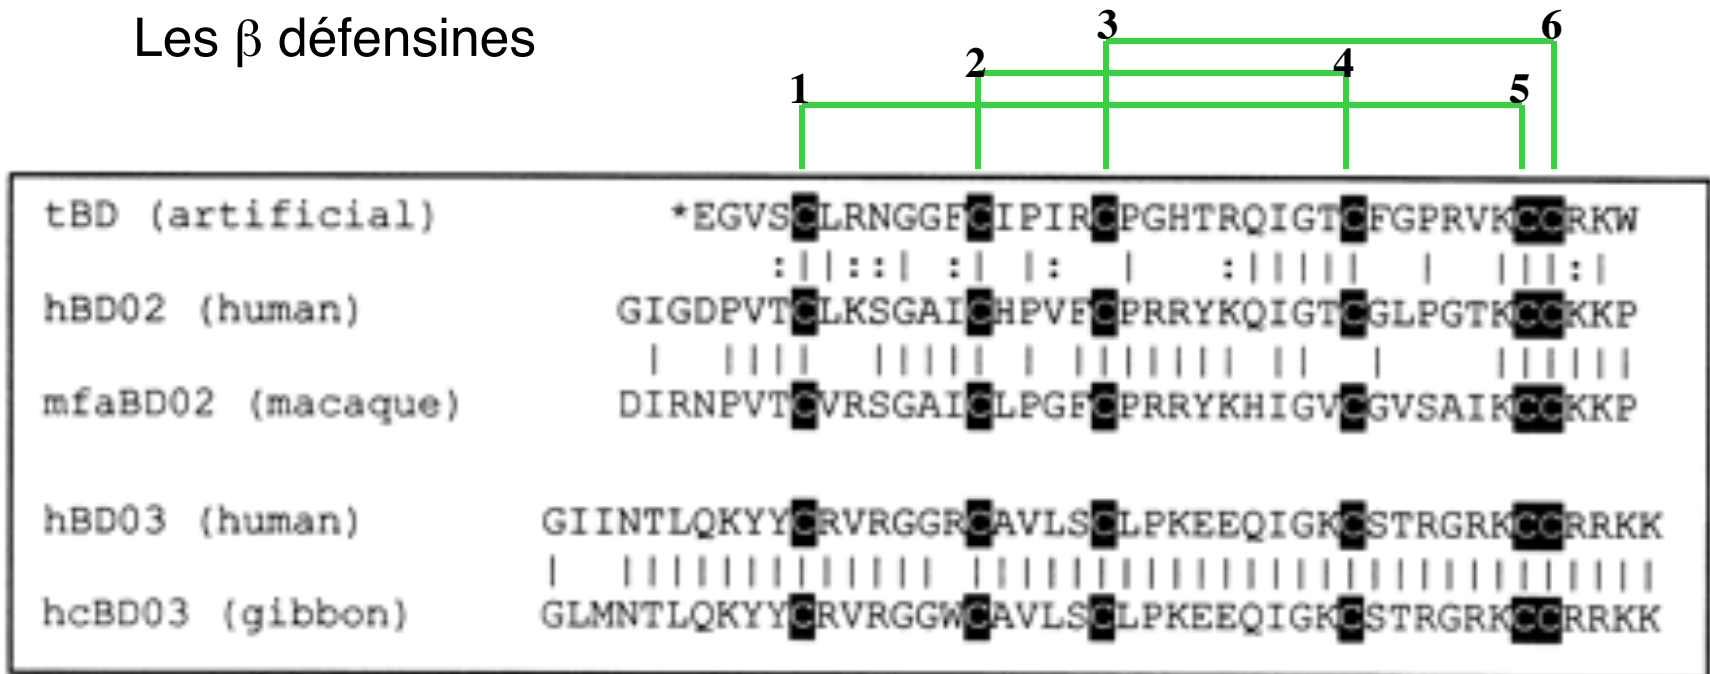 Les β défensines
3 6
2 4
1 5
tBD (artificial) *EGVSCLRNGGFCIPIRCPGHTRQIGTCFGPRVKCCRKW
:||::| :| |: | :||||| | |||:|
hBD02 (human) GIGDPVTCLKSGAICHPVFCPRRYKQIGTCGLPGTKCCKKP
| |||| ||||| | ||||||| || | ||||||
mfaBD02 (macaque) DIRNPVTCVRSGAICLPGFCPRRYKHIGVCGVSAIKCCKKP
hBD03 (human) GIINTLQKYYCRVRGGRCAVLSCLPKEEQIGKCSTRGRKCCRRKK
| ||||||||||||| ||||||||||||||||||||||||||||
hcBD03 (gibbon) GLMNTLQKYYCRVRGGWCAVLSCLPKEEQIGKCSTRGRKCCRRKK